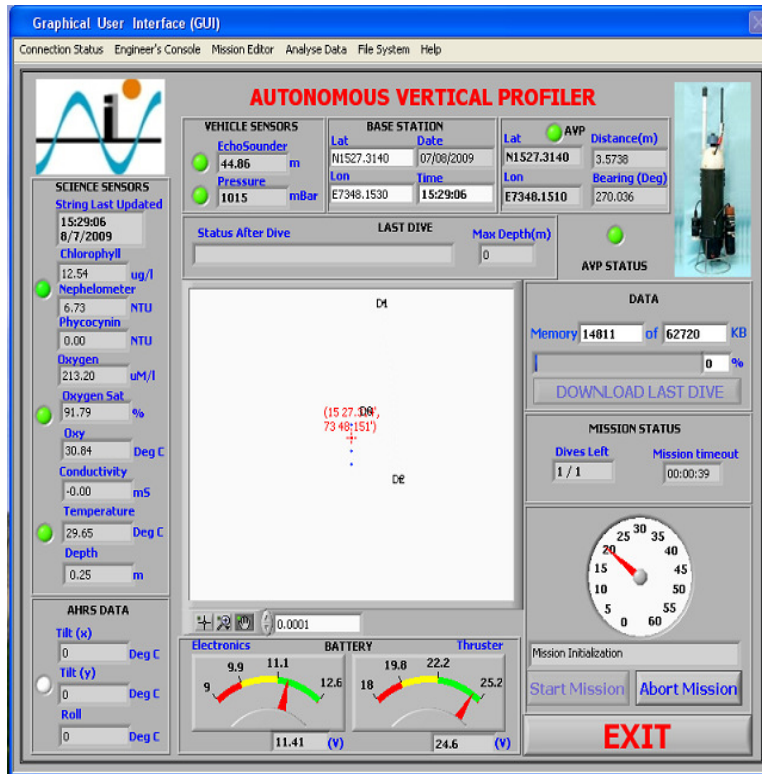 Graphical User Interface (GUI)
Connection Status Engineer's Console Mission Editor Analyse Data File System Help
AUTONOMOUS VERTICAL PROFILER
VEHICLE SENSORS
EchoSounder
44.86 m
Pressure
1015 mBar
BASE STATION
Lat Date
N1527.3140 07/08/2009
Lon Time
E7348.1530 15:29:06
AVP
Lat Distance(m)
N1527.3140 3.5738
Lon Bearing (Deg)
E7348.1510 270.036
SCIENCE SENSORS
String Last Updated
15:29:06
8/7/2009
Chlorophyll
12.54 ug/l
Nephelometer
6.73 NTU
Phycocynin
0.00 NTU
Oxygen
213.20 uM/l
Oxygen Sat
91.79 %
Oxy
30.84 Deg C
Conductivity
-0.00 mS
Temperature
29.65 Deg C
Depth
0.25 m
AHRS DATA
Tilt (x)
0 Deg C
Tilt (y)
0 Deg C
Roll
0 Deg C
LAST DIVE
Status After Dive Max Depth(m)
0
AVP STATUS
(15
73 48.151')
0.0001
BATTERY
Electronics
9 9.9 11.1 12.6
11.41 (V)
Thruster
18 19.8 22.2 25.2
24.6 (V)
DATA
Memory 14811 of 62720 KB
0 %
DOWNLOAD LAST DIVE
MISSION STATUS
Dives Left Mission timeout
1 / 1 00:00:39
0 5 10 15 20 25 30 35 40 45 50 55 60
Mission Initialization
Start Mission Abort Mission
EXIT